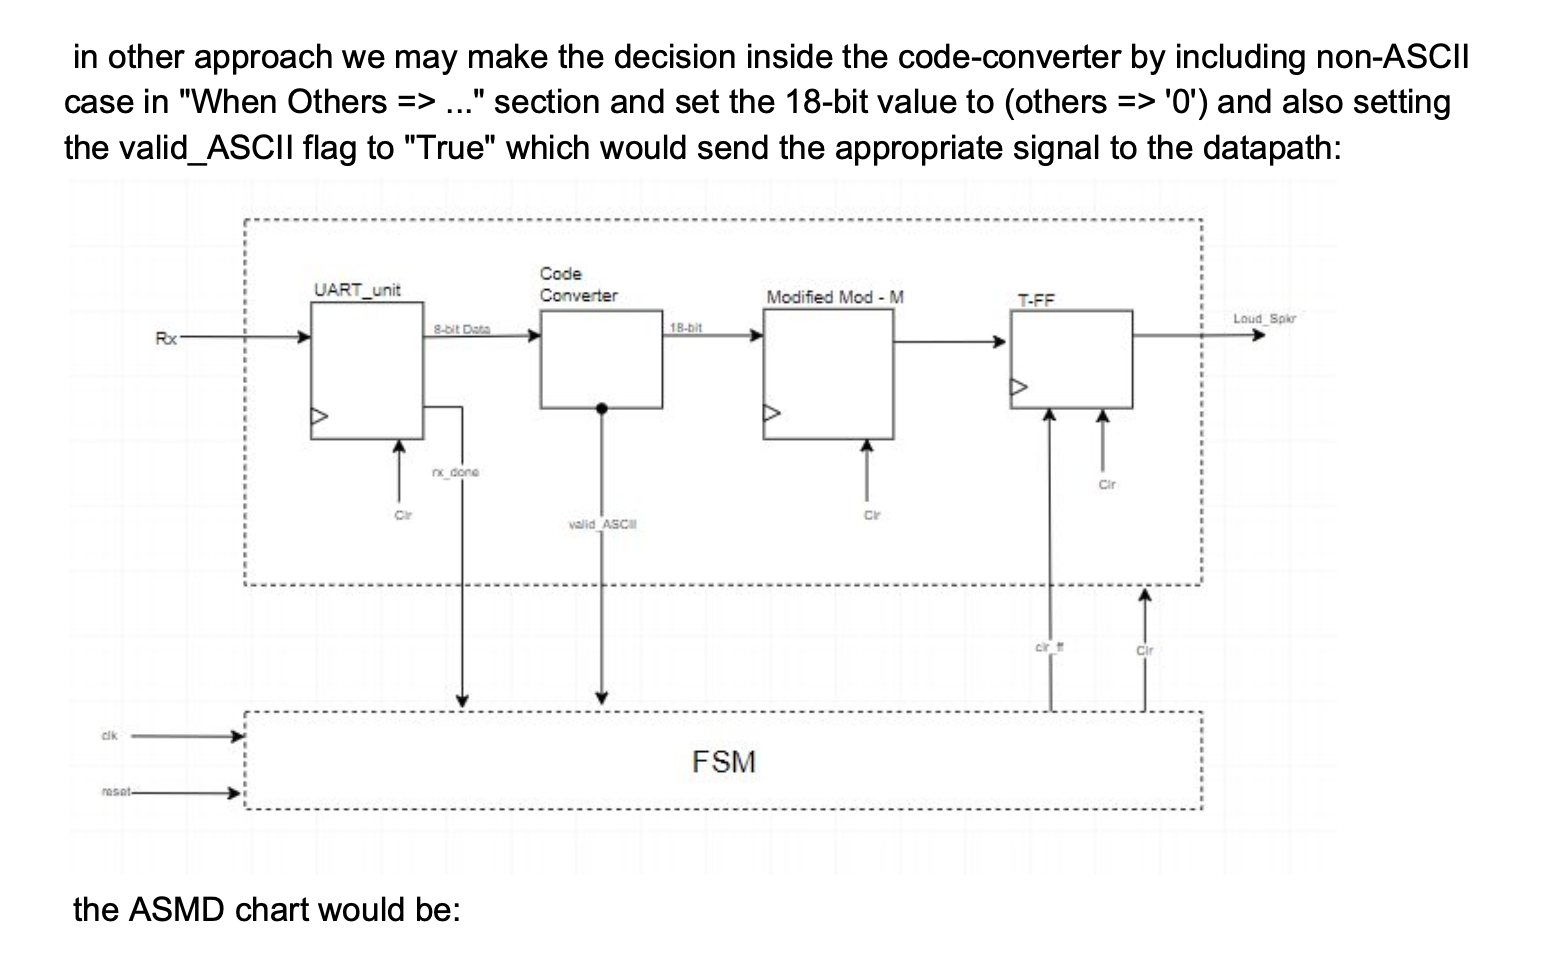 in other approach we may make the decision inside the code-converter by including non-ASCII
case in "When Others => ..." section and set the 18-bit value to (others => '0') and also setting
the valid_ASCII flag to "True" which would send the appropriate signal to the datapath:
Code
UART_unit
Converter
Modified Mod - M
T-FF
Loud_Spkr
Rx
8-bit Data
18-bit
rx_done
Clr
Clr
Clr
valid_ASCII
clr_ff
Clr
clk
FSM
reset
the ASMD chart would be: